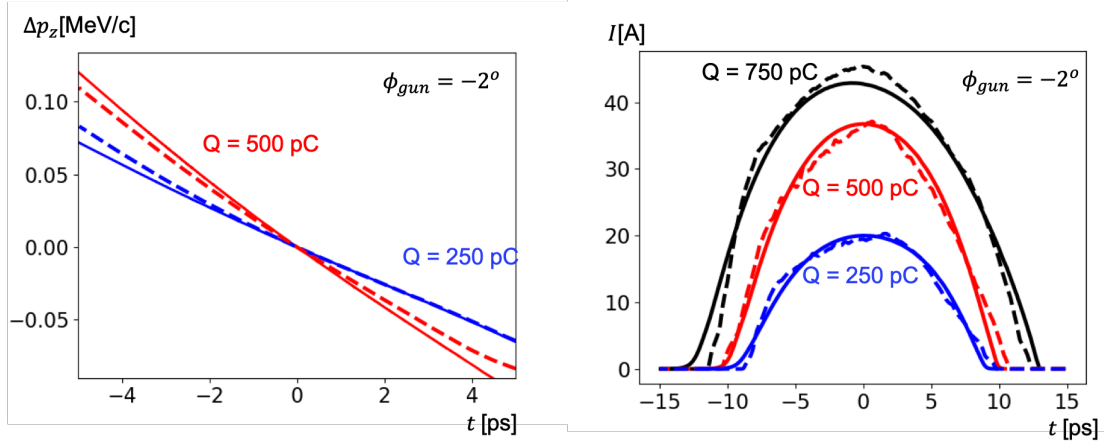 Δp_z[MeV/c]
ϕ_gun = −2°
0.10
Q = 500 pC
0.05
0.00
Q = 250 pC
−0.05
−4 −2 0 2 4
t [ps]
I[A]
Q = 750 pC
ϕ_gun = −2°
40
30
Q = 500 pC
20
Q = 250 pC
10
0
−15 −10 −5 0 5 10 15
t [ps]